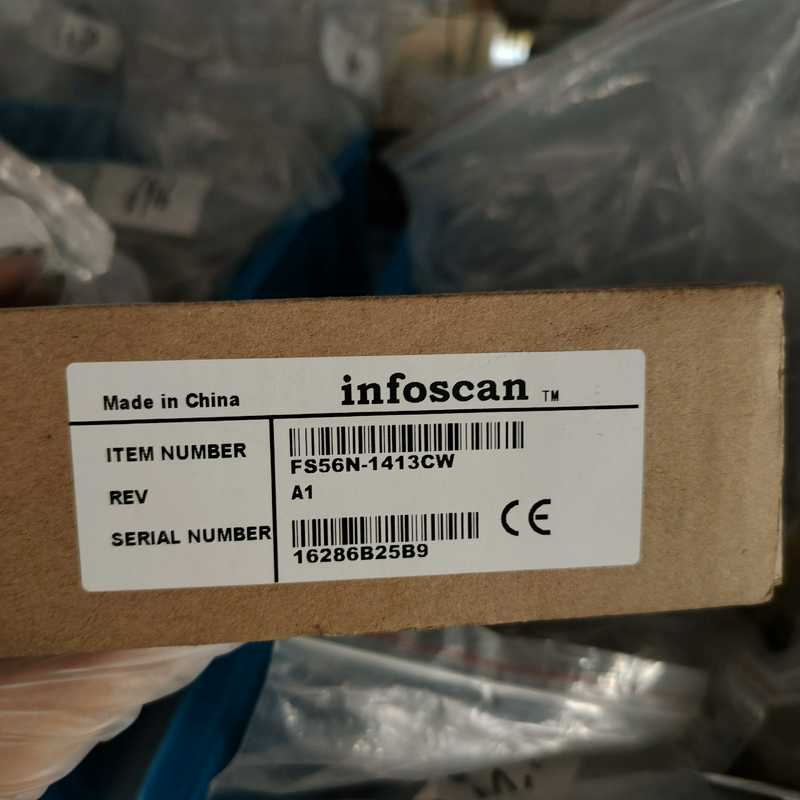 Made in China
infoscan TM
ITEM NUMBER
FS56N-1413CW
REV
A1
SERIAL NUMBER
16286B25B9
CE